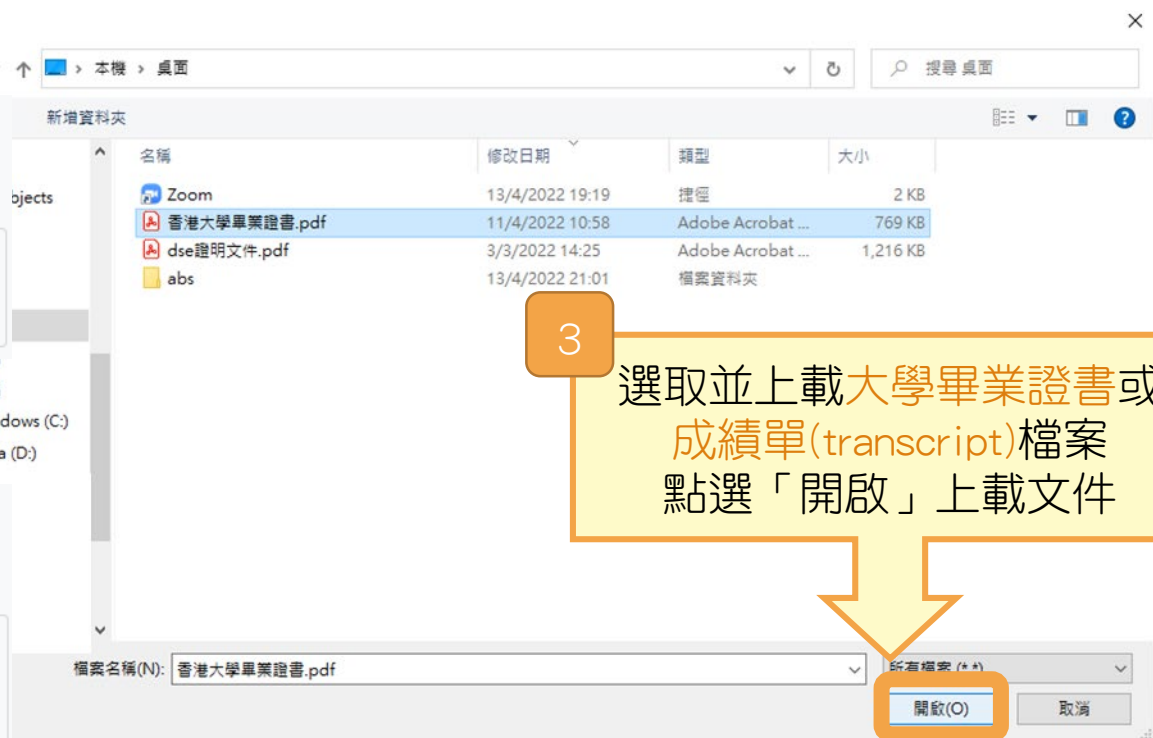 本機 › 桌面
搜尋 桌面
新增資料夾
名稱 修改日期 類型 大小
bjects
Zoom 13/4/2022 19:19 捷徑 2 KB
香港大學畢業證書.pdf 11/4/2022 10:58 Adobe Acrobat ... 769 KB
dse證明文件.pdf 3/3/2022 14:25 Adobe Acrobat ... 1,216 KB
abs 13/4/2022 21:01 檔案資料夾
3
選取並上載大學畢業證書或
成績單(transcript)檔案
點選「開啟」上載文件
dows (C:)
a (D:)
檔案名稱(N): 香港大學畢業證書.pdf
所有檔案 (*.*)
開啟(O) 取消